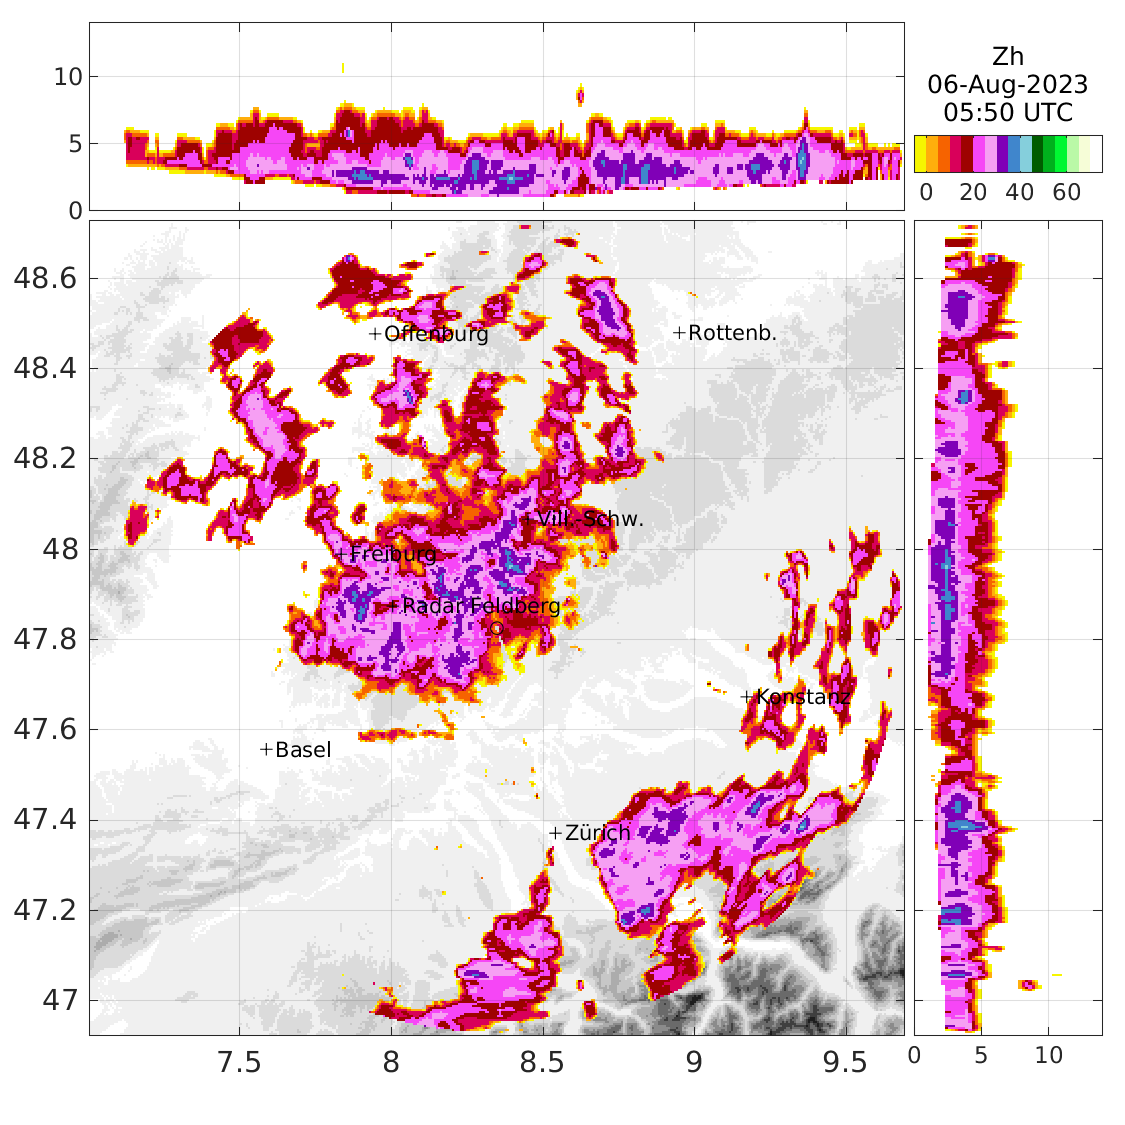 Zh
06-Aug-2023
05:50 UTC
10
5
0
0 20 40 60
48.6
Offenburg
Rottenb.
48.4
48.2
Vill.-Schw.
48
Freiburg
Radar Feldberg
47.8
Konstanz
47.6
Basel
47.4
Zürich
47.2
47
7.5 8 8.5 9 9.5
0 5 10